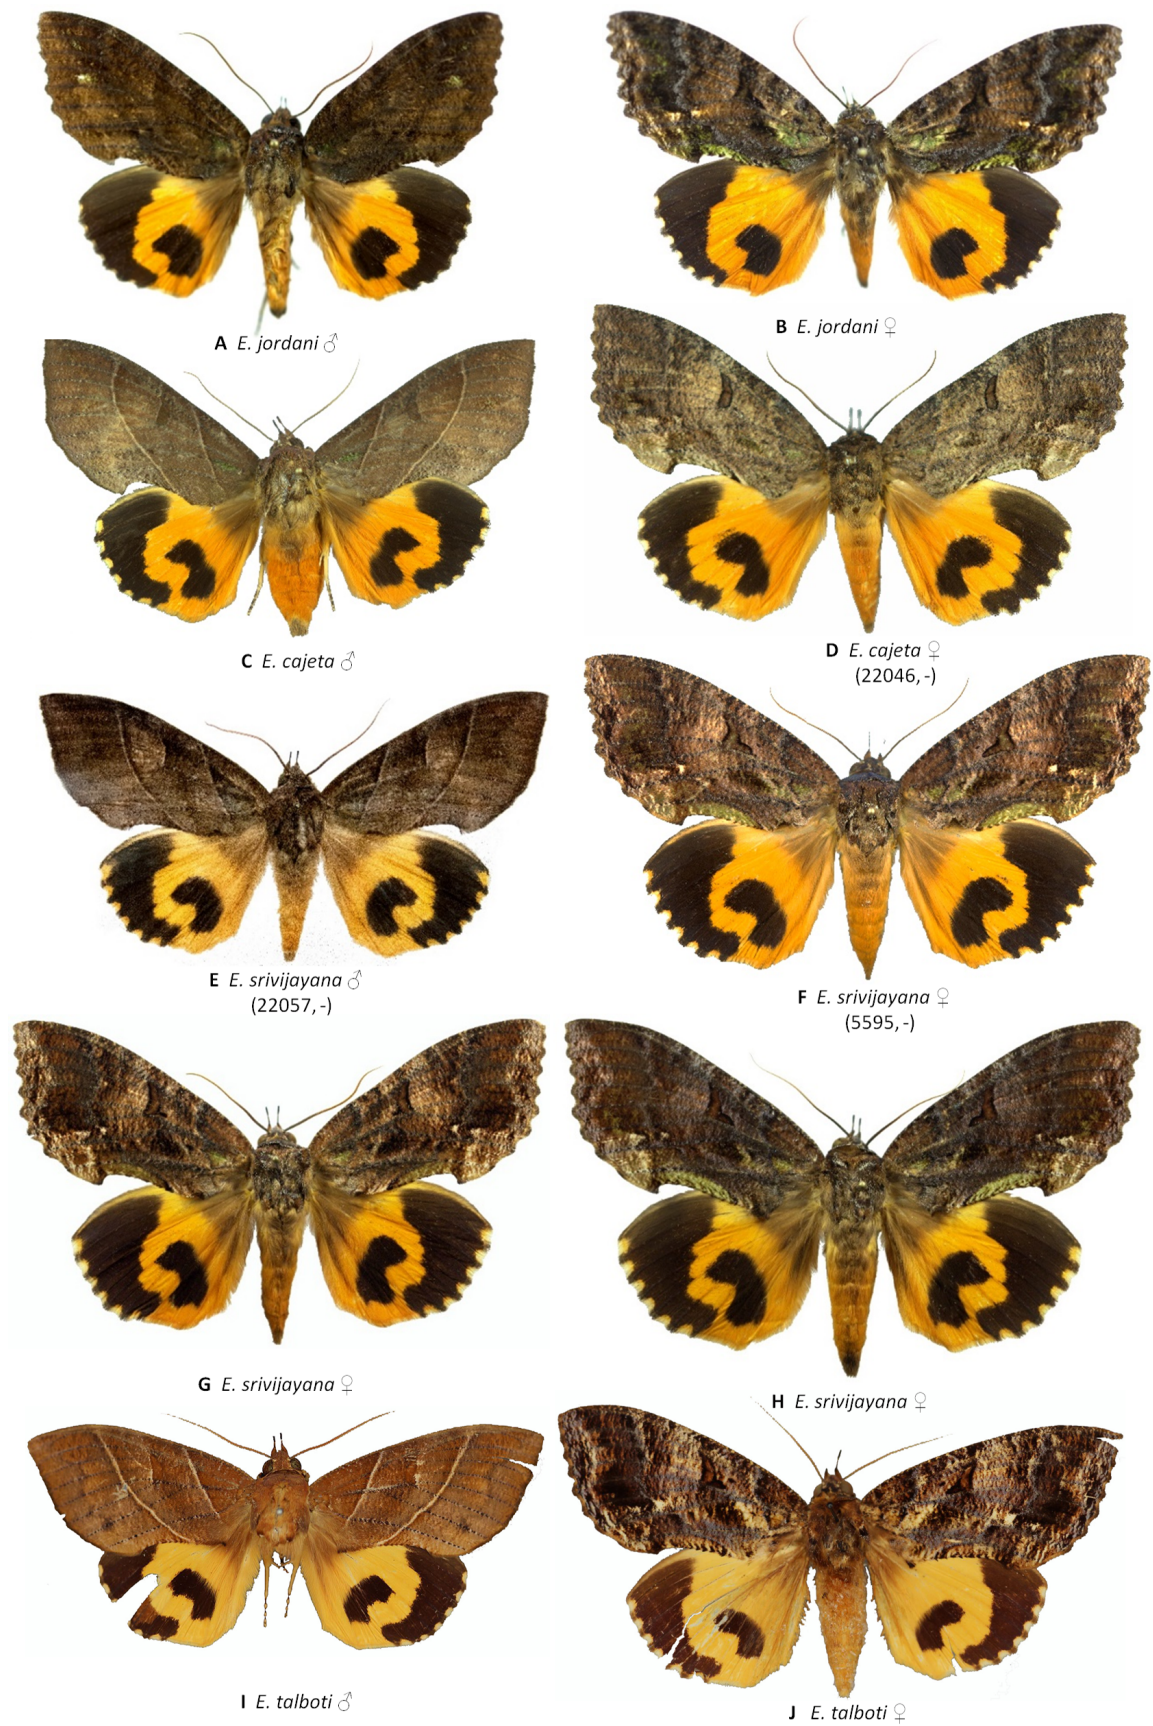 A E. jordani ♂
B E. jordani ♀
C E. cajeta ♂
D E. cajeta ♀
(22046, -)
E E. srivijayana ♂
(22057, -)
F E. srivijayana ♀
(5595, -)
G E. srivijayana ♀
H E. srivijayana ♀
I E. talboti ♂
J E. talboti ♀